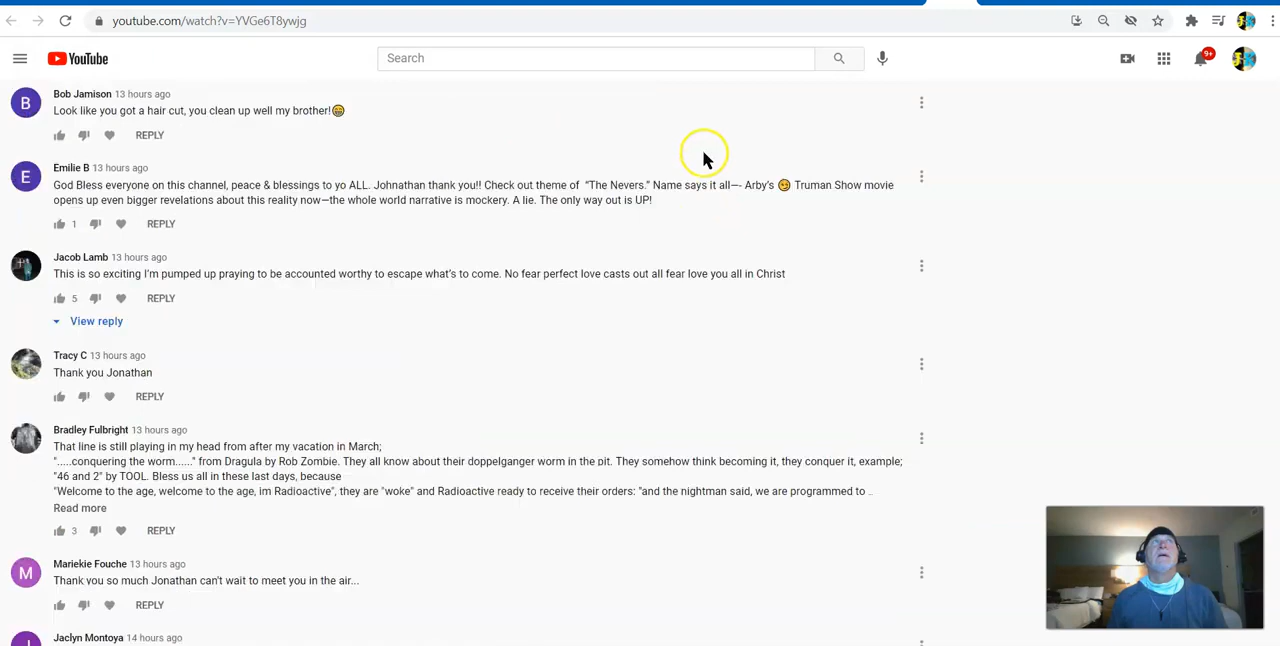 youtube.com/watch?v=YVGe6T8ywjg
YouTube
Search
9+
B
Bob Jamison 13 hours ago
Look like you got a hair cut, you clean up well my brother!😁
REPLY
E
Emilie B 13 hours ago
God Bless everyone on this channel, peace & blessings to yo ALL. Johnathan thank you!! Check out theme of “The Nevers.” Name says it all—- Arby’s 😏 Truman Show movie
opens up even bigger revelations about this reality now—the whole world narrative is mockery. A lie. The only way out is UP!
1 REPLY
Jacob Lamb 13 hours ago
This is so exciting I’m pumped up praying to be accounted worthy to escape what’s to come. No fear perfect love casts out all fear love you all in Christ
5 REPLY
View reply
Tracy C 13 hours ago
Thank you Jonathan
REPLY
Bradley Fulbright 13 hours ago
That line is still playing in my head from after my vacation in March;
".....conquering the worm......" from Dragula by Rob Zombie. They all know about their doppelganger worm in the pit. They somehow think becoming it, they conquer it, example;
"46 and 2" by TOOL. Bless us all in these last days, because
"Welcome to the age, welcome to the age, im Radioactive", they are "woke" and Radioactive ready to receive their orders: "and the nightman said, we are programmed to ..
Read more
3 REPLY
M
Mariekie Fouche 13 hours ago
Thank you so much Jonathan can't wait to meet you in the air...
REPLY
Jaclyn Montoya 14 hours ago